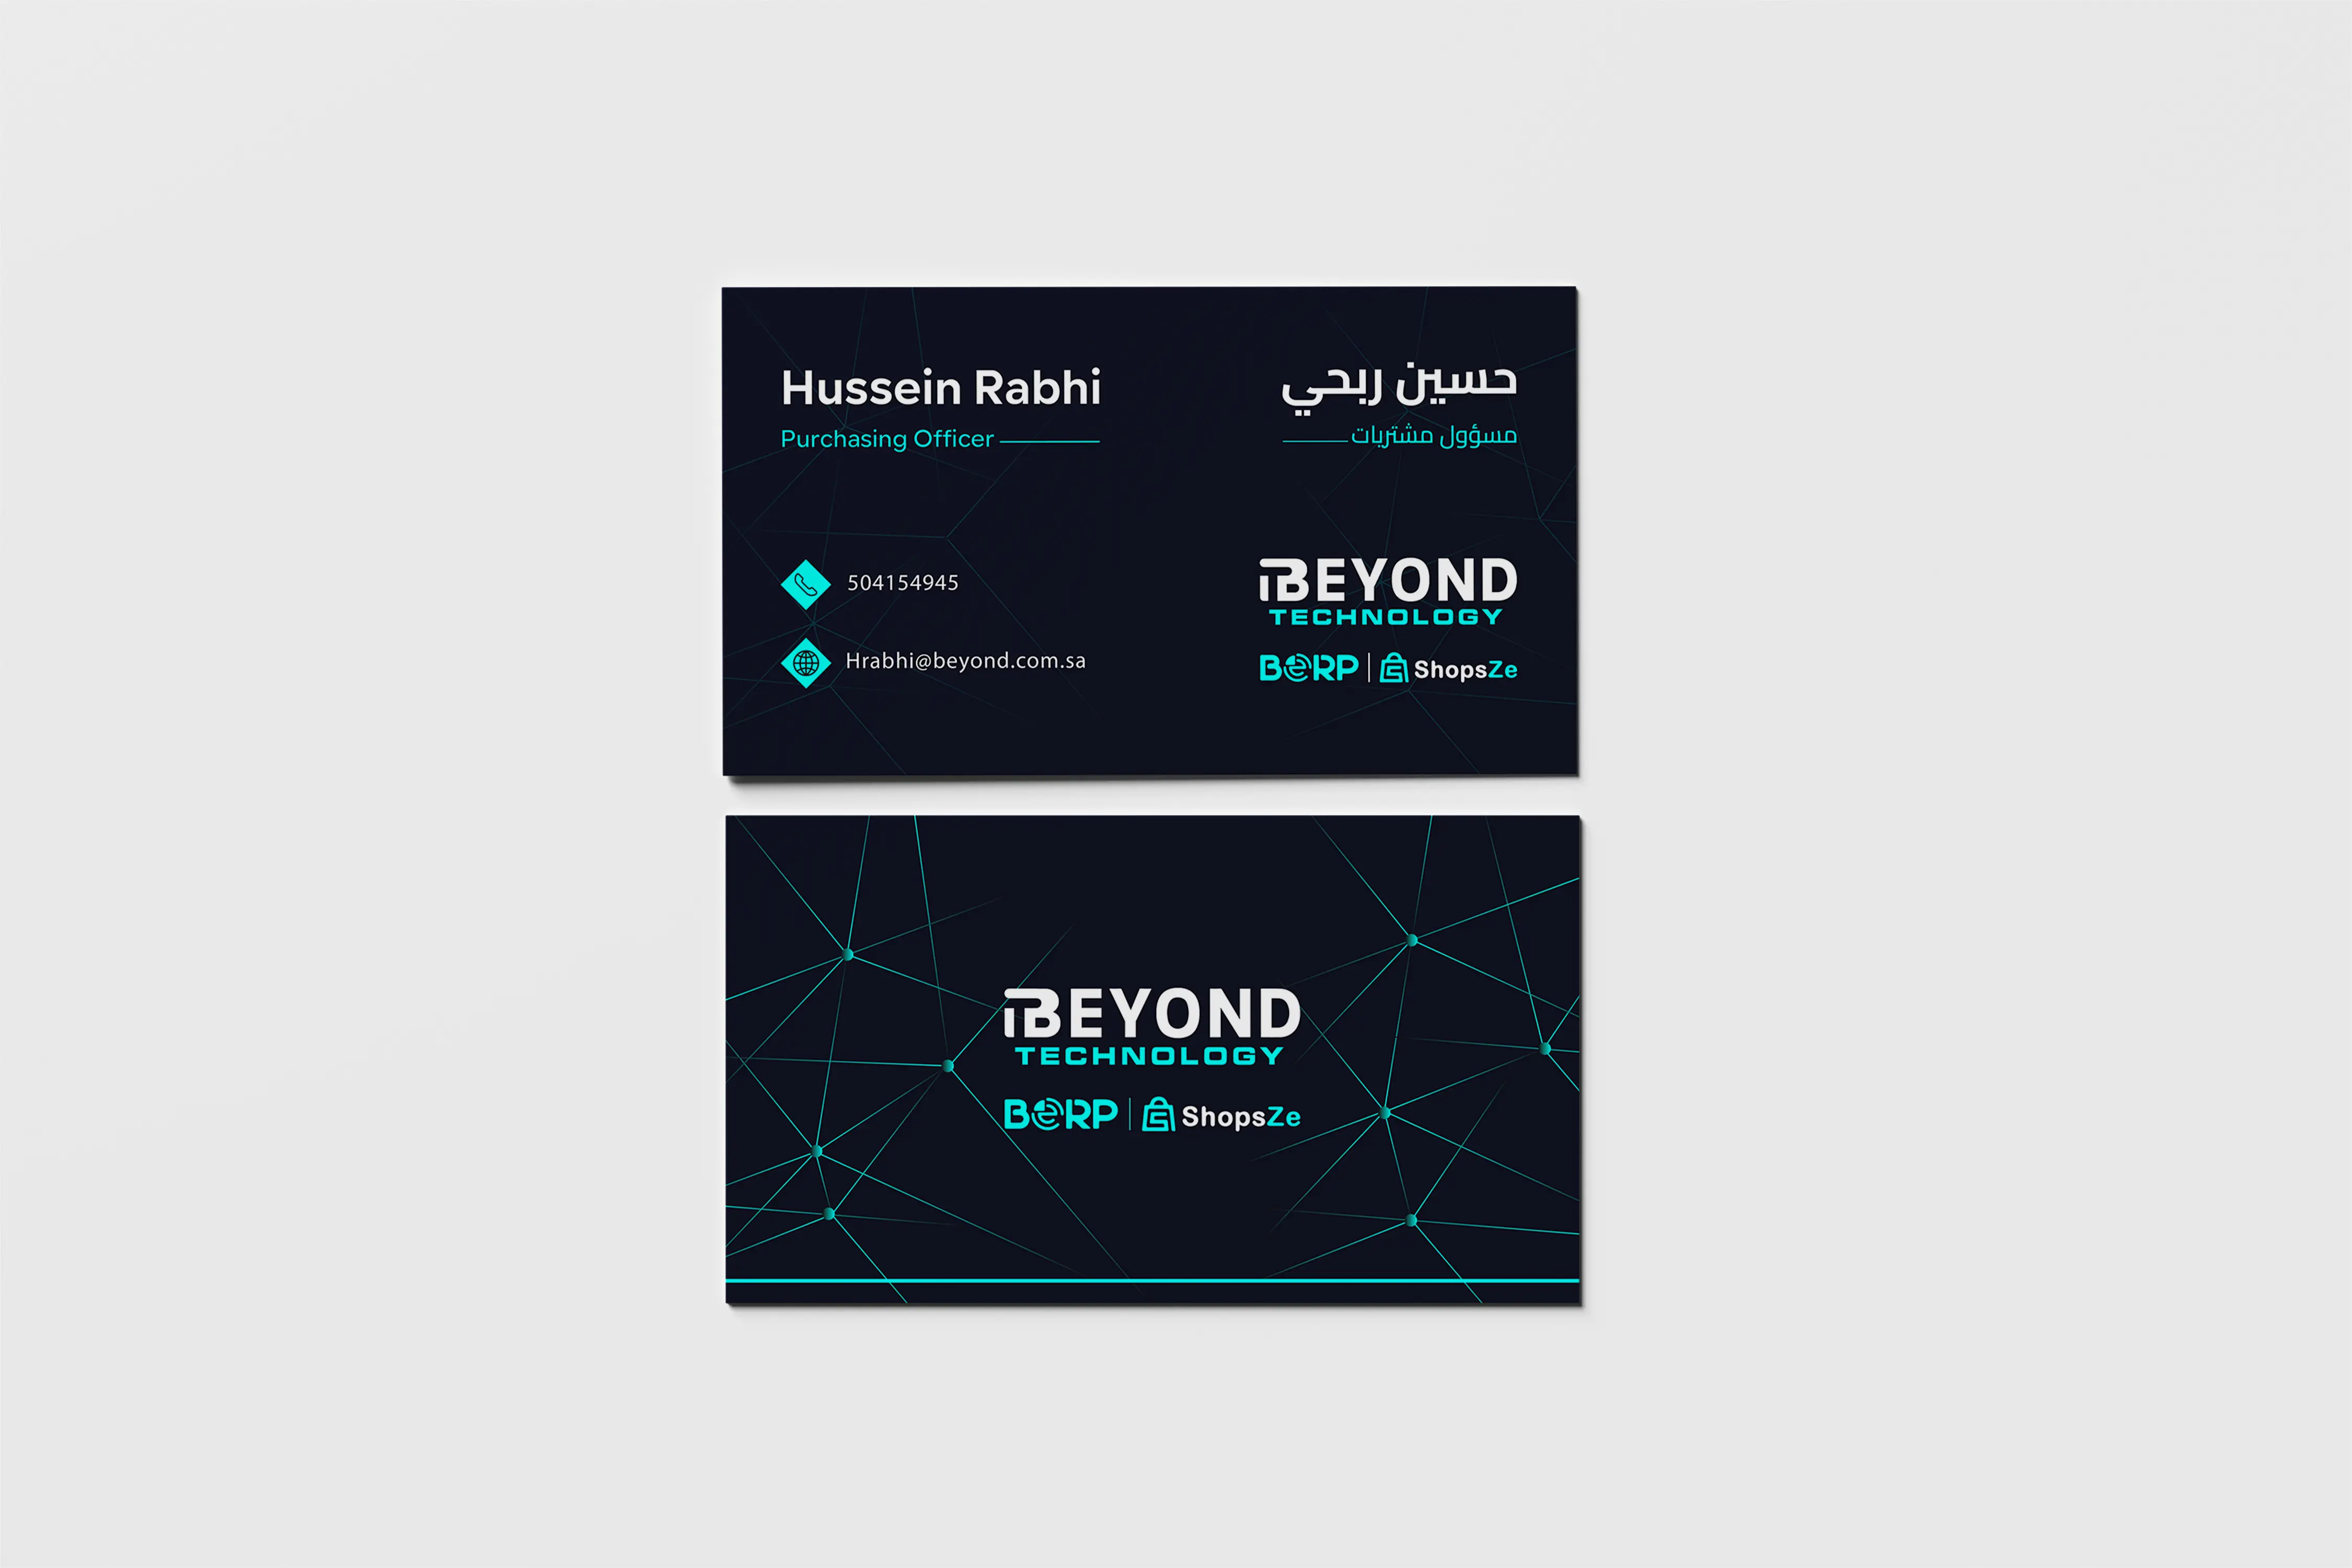 Hussein Rabhi
Purchasing Officer
حسين ربحي
مسؤول مشتريات
504154945
Hrabhi@beyond.com.sa
BEYOND
TECHNOLOGY
BeRP | ShopsZe
BEYOND
TECHNOLOGY
BeRP | ShopsZe